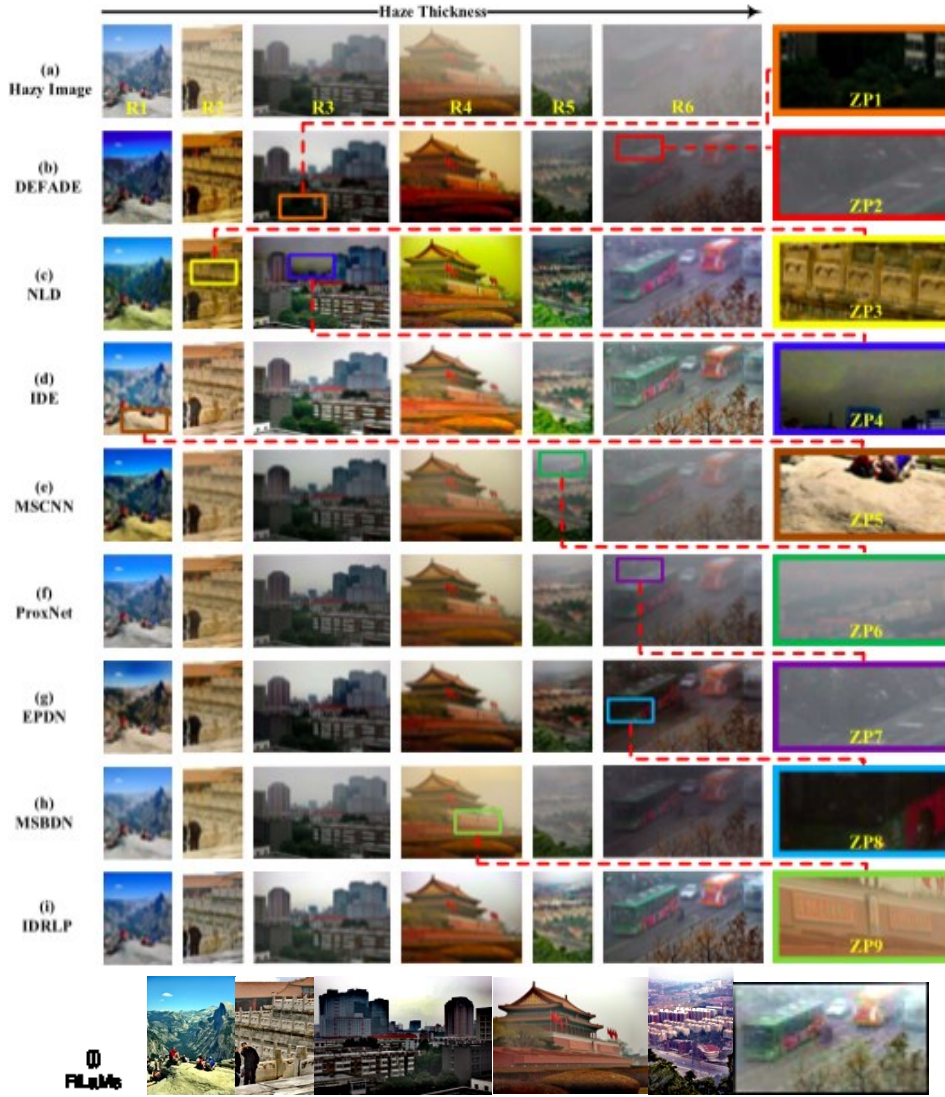 Haze Thickness
(a)
Hazy Image
R1 R2 R3 R4 R5 R6 ZP1
(b)
DEFADE
ZP2
(c)
NLD
ZP3
(d)
IDE
ZP4
(e)
MSCNN
ZP5
(f)
ProxNet
ZP6
(g)
EPDN
ZP7
(h)
MSBDN
ZP8
(i)
IDRLP
ZP9